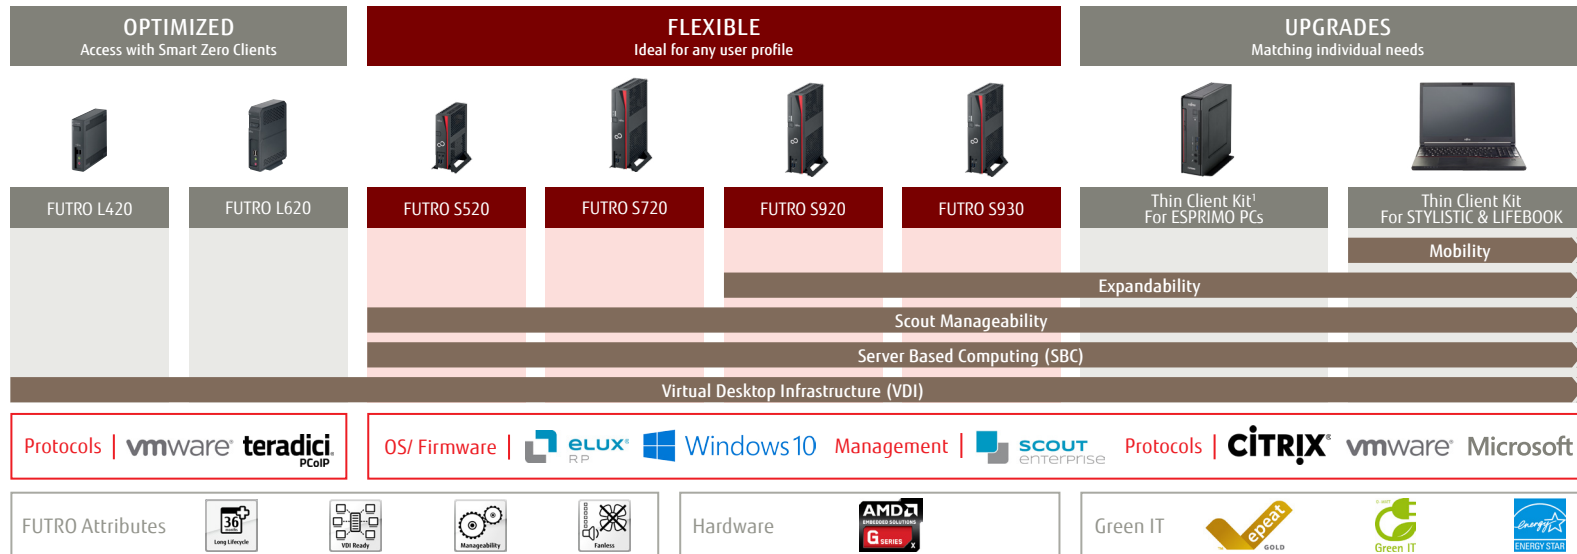 OPTIMIZED
Access with Smart Zero Clients
FLEXIBLE
Ideal for any user profile
UPGRADES
Matching individual needs
FUTRO L420
FUTRO L620
FUTRO S520
FUTRO S720
FUTRO S920
FUTRO S930
Thin Client Kit¹
For ESPRIMO PCs
Thin Client Kit
For STYLISTIC & LIFEBOOK
Mobility
Expandability
Scout Manageability
Server Based Computing (SBC)
Virtual Desktop Infrastructure (VDI)
Protocols | vmware® teradici.
PCoIP
OS/ Firmware | eLUX® RP Windows 10 Management | SCOUT enterprise Protocols | CITRIX® vmware® Microsoft
FUTRO Attributes
36 months
Long Lifecycle
VDI Ready
Manageability
Fanless
Hardware
AMD
EMBEDDED SOLUTIONS
G SERIES X
Green IT
epeat
GOLD
Green IT
energy
ENERGY STAR